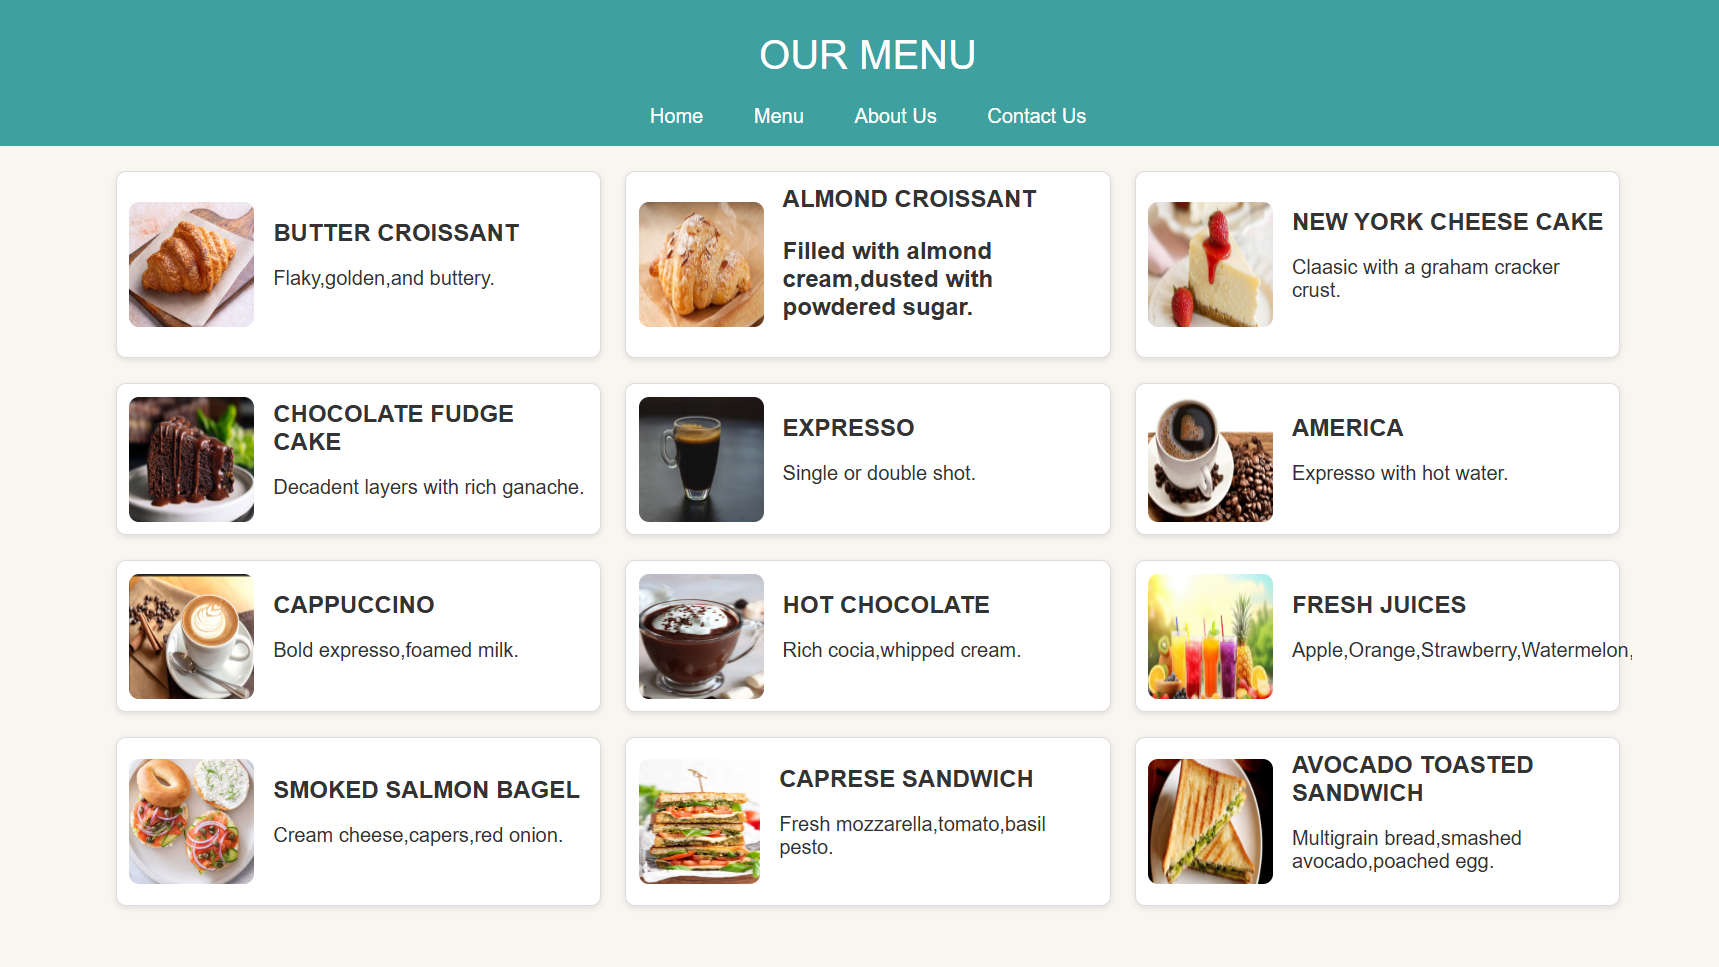 OUR MENU
Home Menu About Us Contact Us
BUTTER CROISSANT
Flaky,golden,and buttery.
ALMOND CROISSANT
Filled with almond
cream,dusted with
powdered sugar.
NEW YORK CHEESE CAKE
Claasic with a graham cracker
crust.
CHOCOLATE FUDGE
CAKE
Decadent layers with rich ganache.
EXPRESSO
Single or double shot.
AMERICA
Expresso with hot water.
CAPPUCCINO
Bold expresso,foamed milk.
HOT CHOCOLATE
Rich cocia,whipped cream.
FRESH JUICES
Apple,Orange,Strawberry,Watermelon,
SMOKED SALMON BAGEL
Cream cheese,capers,red onion.
CAPRESE SANDWICH
Fresh mozzarella,tomato,basil
pesto.
AVOCADO TOASTED
SANDWICH
Multigrain bread,smashed
avocado,poached egg.